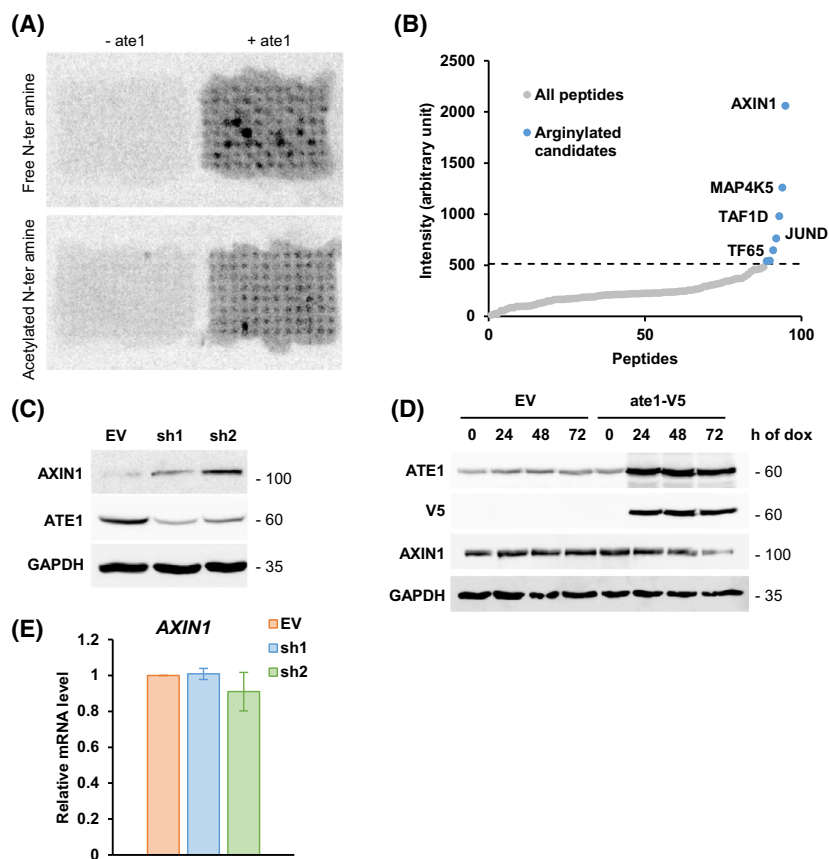 (A)
- ate1
+ ate1
Free N-ter amine
Acetylated N-ter amine
(B)
2500
2000
1500
1000
500
0
Intensity (arbitrary unit)
All peptides
Arginylated
candidates
AXIN1
MAP4K5
TAF1D
JUND
TF65
0
50
100
Peptides
(C)
EV
sh1
sh2
AXIN1
- 100
ATE1
- 60
GAPDH
- 35
(D)
EV
ate1-V5
0 24 48 72 0 24 48 72 h of dox
ATE1
- 60
V5
- 60
AXIN1
- 100
GAPDH
- 35
(E)
AXIN1
EV
sh1
sh2
1.2
1
0.8
0.6
0.4
0.2
0
Relative mRNA level